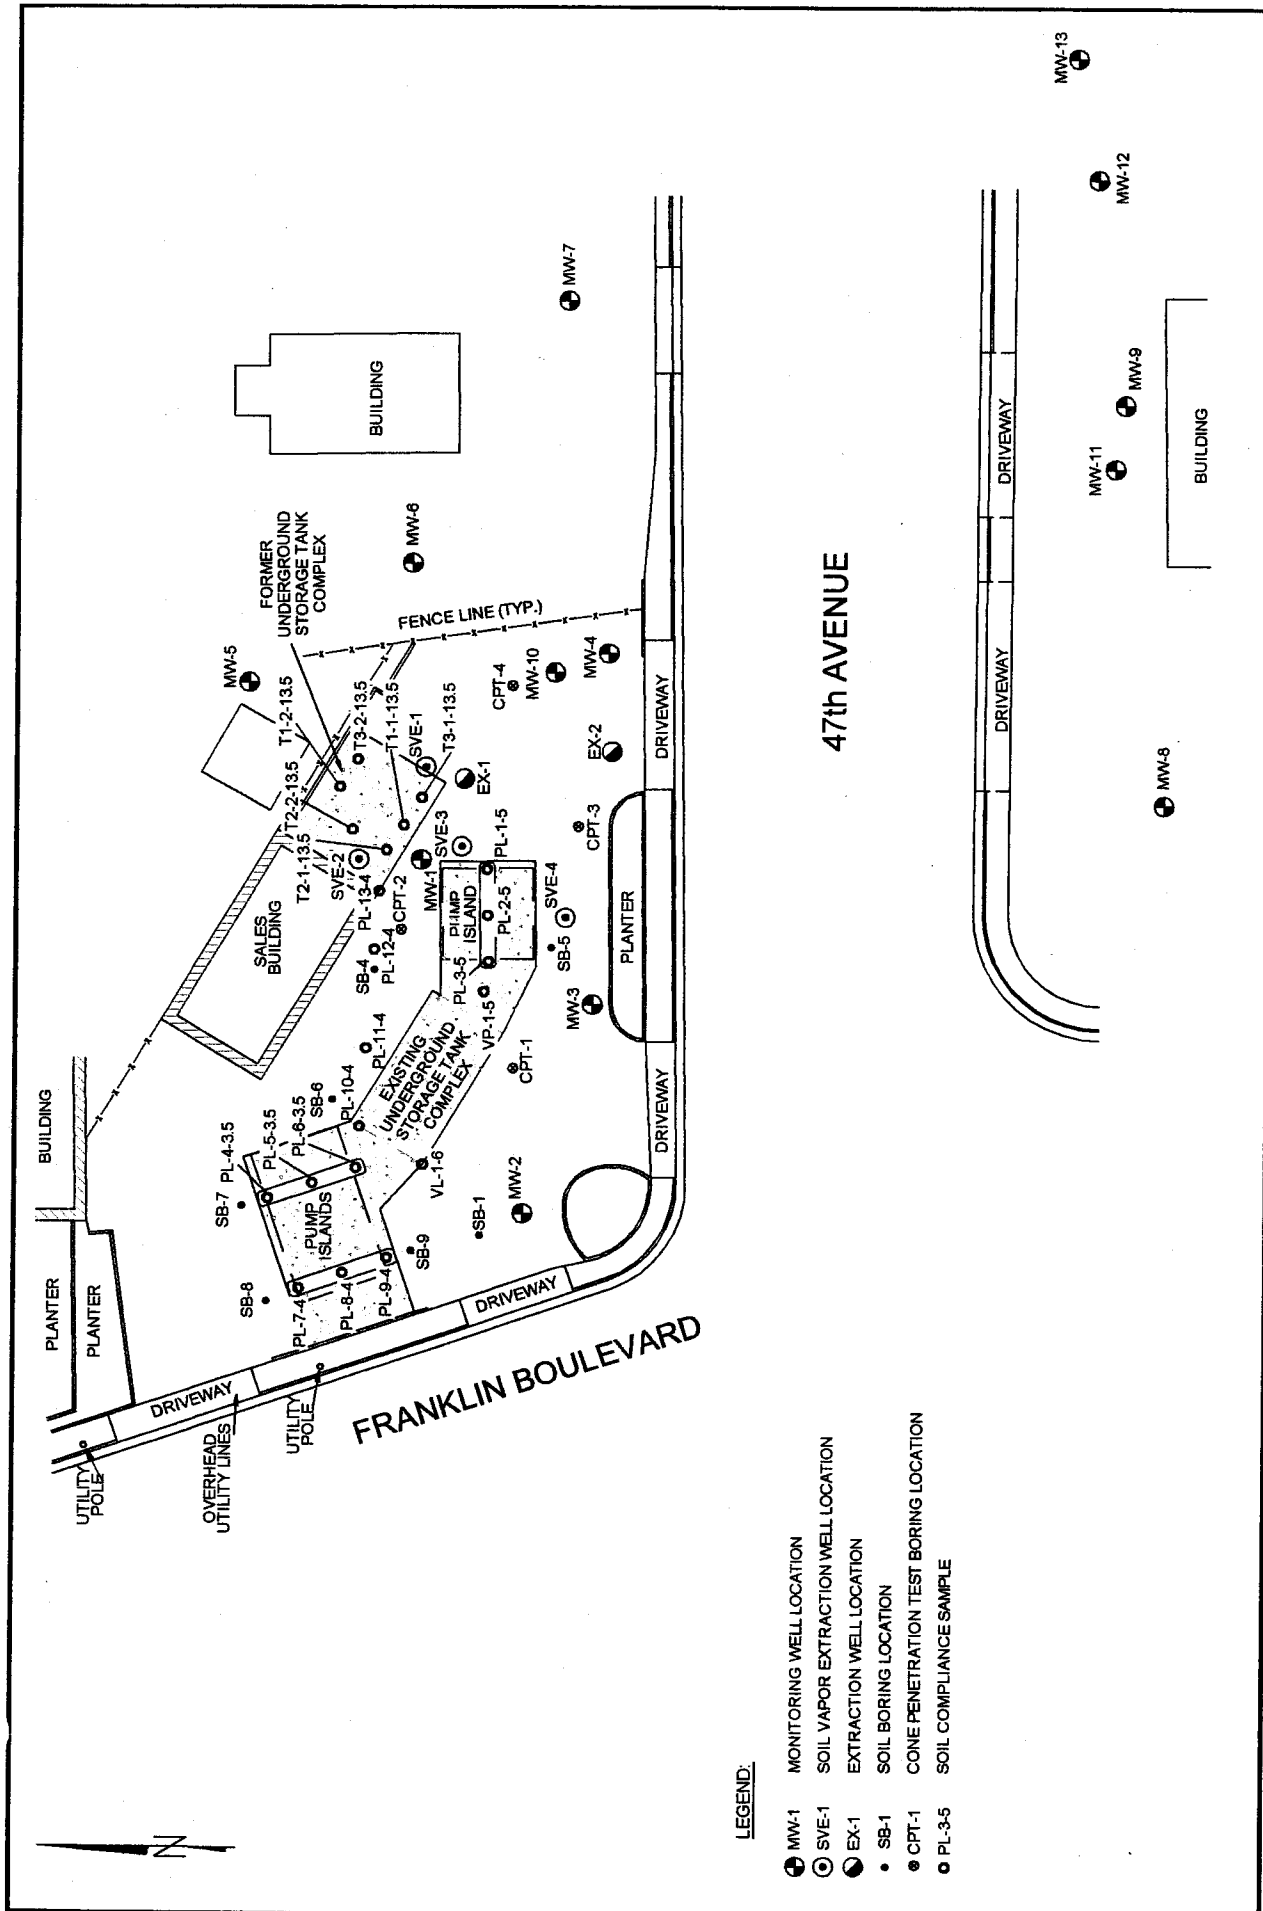 BUILDING
PLANTER
PLANTER
DRIVEWAY
UTILITY
POLE
OVERHEAD
UTILITY LINES
UTILITY
POLE
FRANKLIN BOULEVARD
DRIVEWAY
SB-7
SB-8
PL-4-3.5
PL-5-3.5
PL-6-3.5
PUMP
ISLANDS
PL-7-4
PL-8-4
PL-9-4
SB-9
SB-1
MW-2
VL-1-6
SB-6
PL-10-4
PL-11-4
EXISTING
UNDERGROUND
STORAGE TANK
COMPLEX
CPT-1
VP-1-5
PL-3-5
MW-3
SALES
BUILDING
SB-4
PL-12-4
CPT-2
PL-13-4
SVE-2
T2-1-13.5
T2-2-13.5
T1-2-13.5
MW-5
FORMER
UNDERGROUND
STORAGE TANK
COMPLEX
T3-2-13.5
T1-1-13.5
SVE-1
T3-1-13.5
EX-1
MW-1
SVE-3
PUMP
ISLAND
PL-1-5
PL-2-5
SVE-4
SB-5
CPT-3
PLANTER
EX-2
CPT-4
MW-10
MW-4
FENCE LINE (TYP.)
MW-6
BUILDING
MW-7
DRIVEWAY
DRIVEWAY
47th AVENUE
DRIVEWAY
DRIVEWAY
MW-8
MW-11
MW-9
BUILDING
MW-12
MW-13
N
LEGEND:
MW-1 MONITORING WELL LOCATION
SVE-1 SOIL VAPOR EXTRACTION WELL LOCATION
EX-1 EXTRACTION WELL LOCATION
SB-1 SOIL BORING LOCATION
CPT-1 CONE PENETRATION TEST BORING LOCATION
PL-3-5 SOIL COMPLIANCE SAMPLE